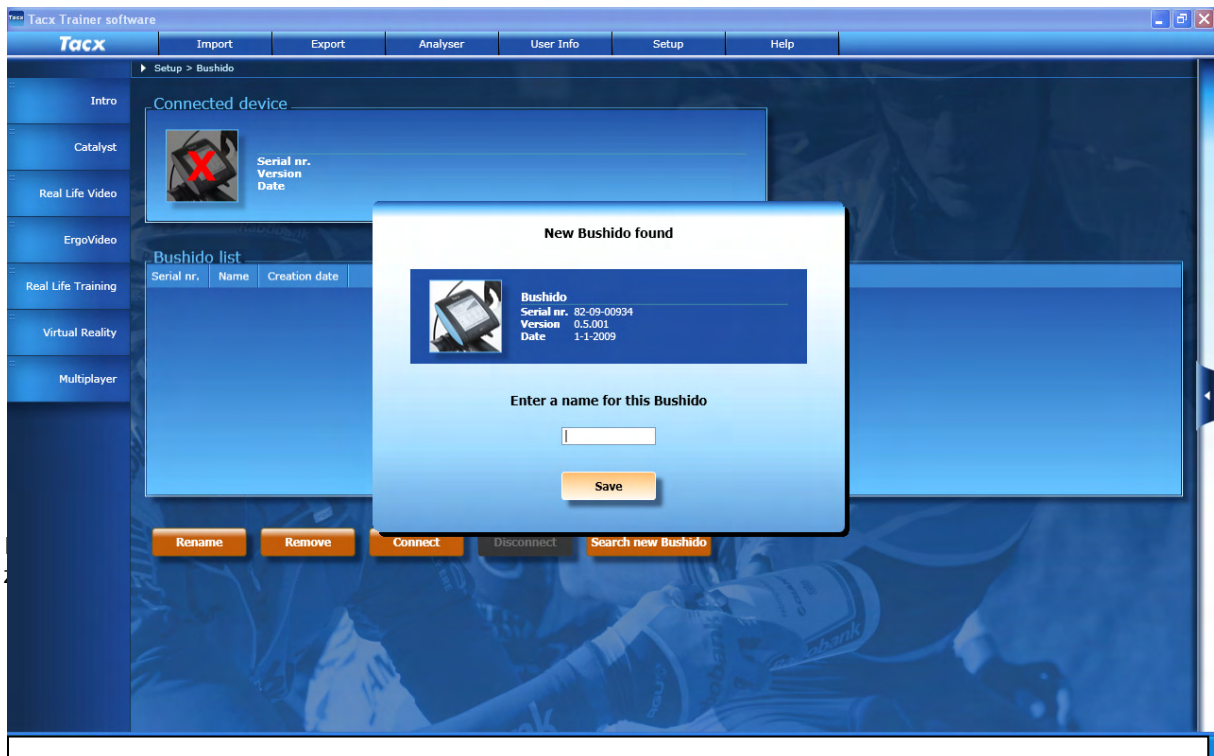 Tacx Trainer software
Tacx Import Export Analyser User Info Setup Help
Setup > Bushido
Intro
Catalyst
Real Life Video
ErgoVideo
Real Life Training
Virtual Reality
Multiplayer
Connected device
Serial nr.
Version
Date
Bushido list
Serial nr. Name Creation date
New Bushido found
Bushido
Serial nr. 82-09-00934
Version 0.5.001
Date 1-1-2009
Enter a name for this Bushido
Save
Rename Remove Connect Disconnect Search new Bushido
Rabobank